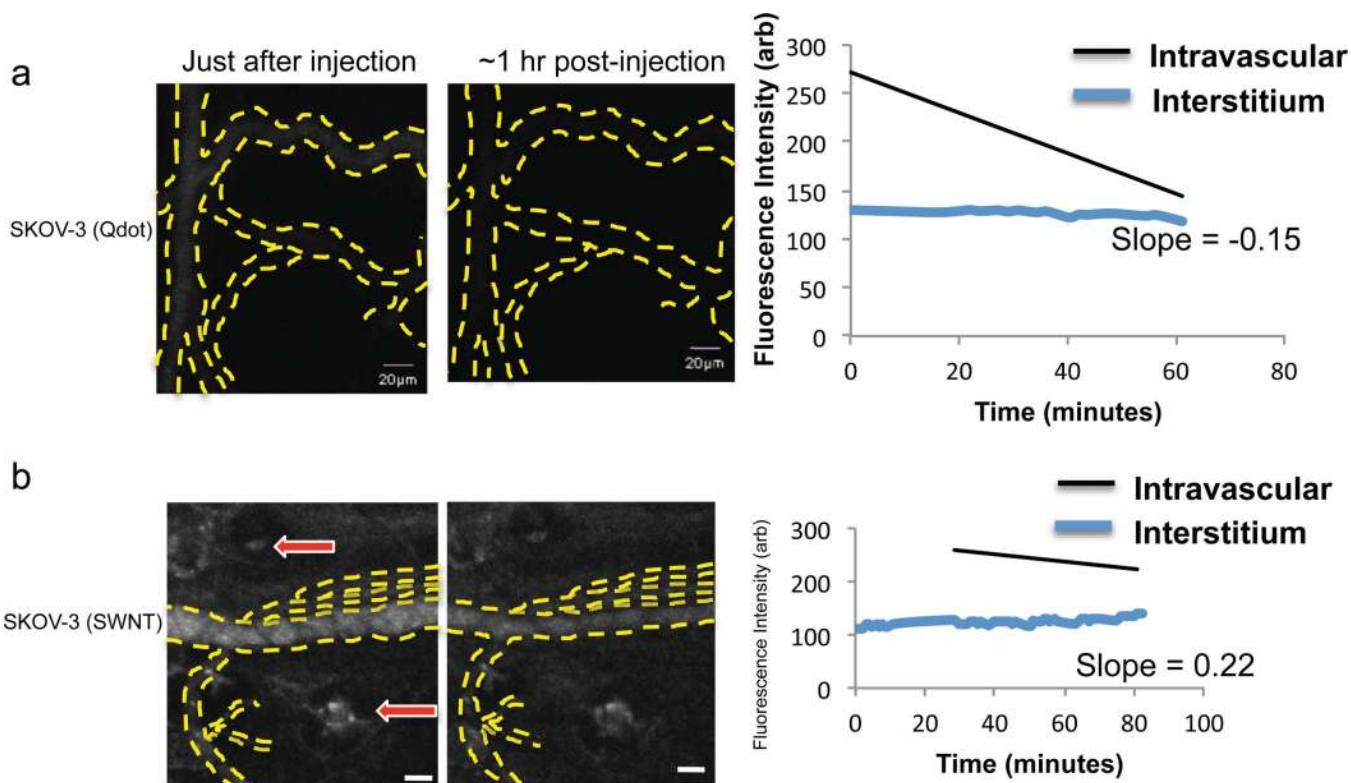 a
Just after injection
~1 hr post-injection
SKOV-3 (Qdot)
20µm
20µm
Fluorescence Intensity (arb)
300
250
200
150
100
50
0
0 20 40 60 80
Time (minutes)
Intravascular
Interstitium
Slope = -0.15
b
SKOV-3 (SWNT)
Fluorescence Intensity (arb)
300
200
100
0
0 20 40 60 80 100
Time (minutes)
Intravascular
Interstitium
Slope = 0.22